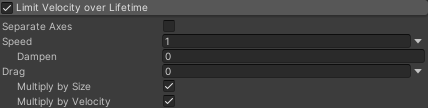 Limit Velocity over Lifetime
Separate Axes
Speed 1
Dampen 0
Drag 0
Multiply by Size
Multiply by Velocity